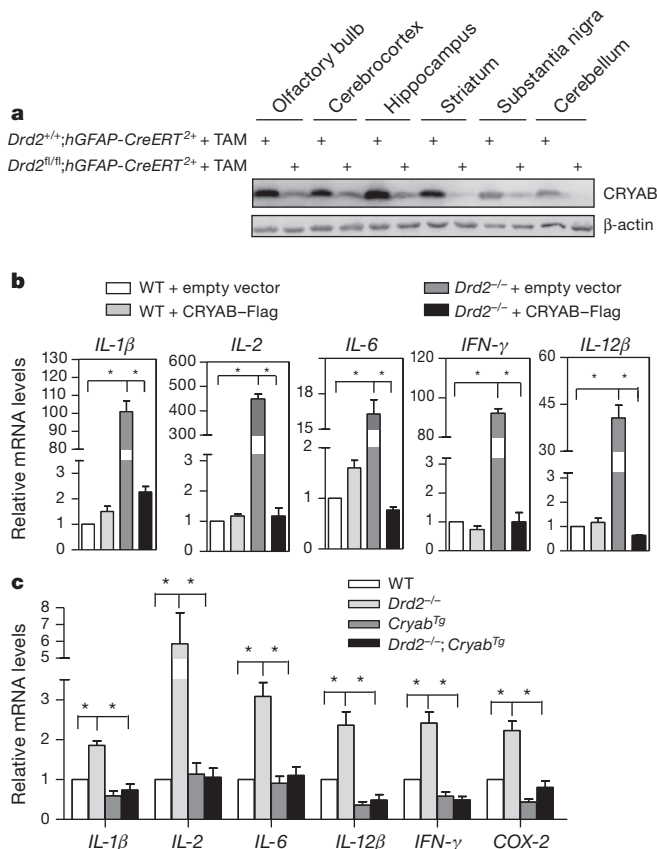 a
Olfactory bulb
Cerebrocortex
Hippocampus
Striatum
Substantia nigra
Cerebellum
Drd2+/+;hGFAP-CreERT2+ + TAM + + + + + +
Drd2fl/fl;hGFAP-CreERT2+ + TAM + + + + + +
CRYAB
β-actin
b
WT + empty vector
Drd2–/– + empty vector
WT + CRYAB–Flag
Drd2–/– + CRYAB–Flag
IL-1β IL-2 IL-6 IFN-γ IL-12β
Relative mRNA levels
130 120 110 100 90 80 3 2 1 0
* *
600 500 400 300 3 2 1 0
* *
18 15 2 1 0
* *
120 100 80 3 2 1 0
* *
60 45 30 3 2 1 0
* *
c
WT
Drd2–/–
CryabTg
Drd2–/–; CryabTg
Relative mRNA levels
8 7 6 5 3 2 1 0
* * * * * * * * * * * *
IL-1β IL-2 IL-6 IL-12β IFN-γ COX-2